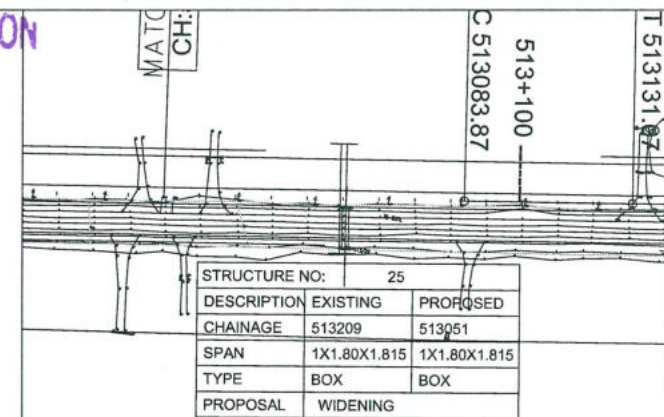 ON
MATC
CH:
C 513083.87
513+100
T 513131.97
STRUCTURE NO: 25
DESCRIPTION EXISTING PROPOSED
CHAINAGE 513209 513051
SPAN 1X1.80X1.815 1X1.80X1.815
TYPE BOX BOX
PROPOSAL WIDENING